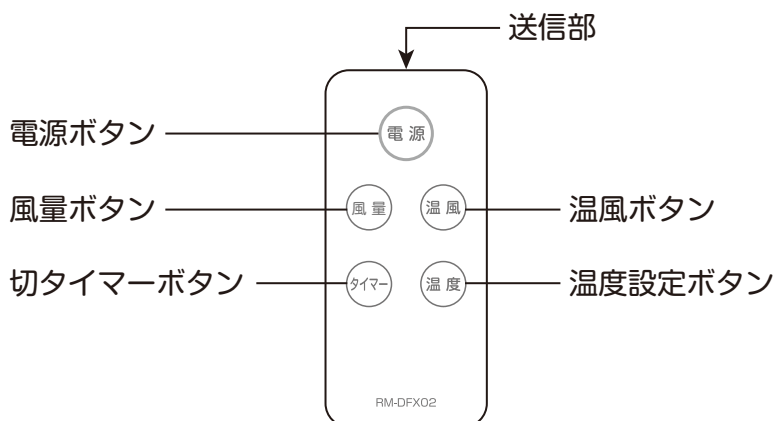 送信部
電源ボタン
電源
風量ボタン
風量
温風
温風ボタン
切タイマーボタン
タイマー
温度
温度設定ボタン
RM-DFX02